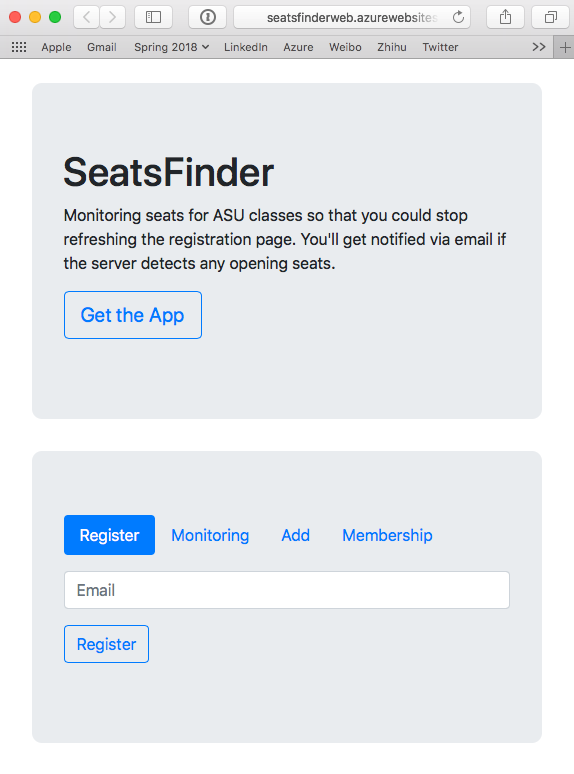 seatsfinderweb.azurewebsites
Apple Gmail Spring 2018 LinkedIn Azure Weibo Zhihu Twitter >>
SeatsFinder
Monitoring seats for ASU classes so that you could stop
refreshing the registration page. You'll get notified via email if
the server detects any opening seats.
Get the App
Register Monitoring Add Membership
Email
Register